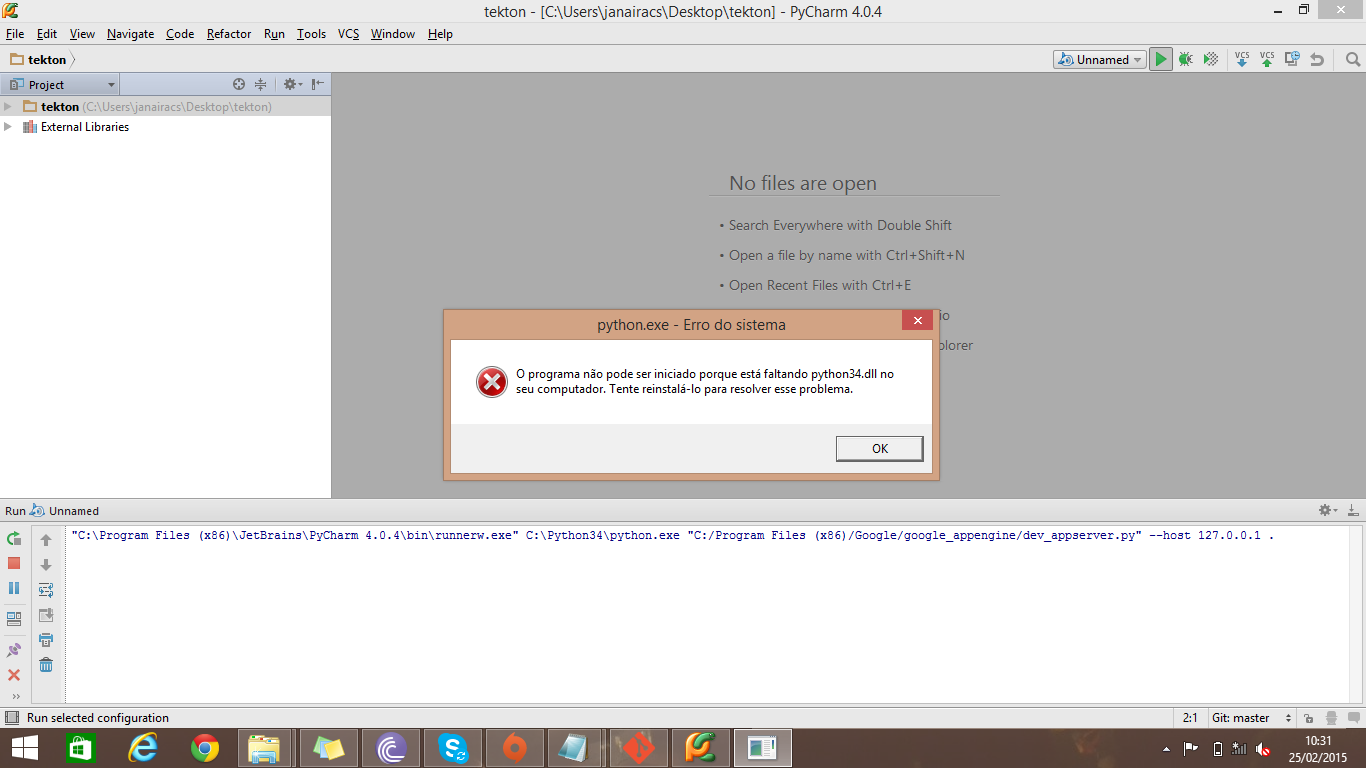 tekton - [C:\Users\janairacs\Desktop\tekton] - PyCharm 4.0.4
File Edit View Navigate Code Refactor Run Tools VCS Window Help
tekton
Unnamed
VCS
VCS
Project
tekton (C:\Users\janairacs\Desktop\tekton)
External Libraries
No files are open
• Search Everywhere with Double Shift
• Open a file by name with Ctrl+Shift+N
• Open Recent Files with Ctrl+E
io
plorer
python.exe - Erro do sistema
O programa não pode ser iniciado porque está faltando python34.dll no
seu computador. Tente reinstalá-lo para resolver esse problema.
OK
Run Unnamed
"C:\Program Files (x86)\JetBrains\PyCharm 4.0.4\bin\runnerw.exe" C:\Python34\python.exe "C:/Program Files (x86)/Google/google_appengine/dev_appserver.py" --host 127.0.0.1 .
Run selected configuration
2:1
Git: master
10:31
25/02/2015